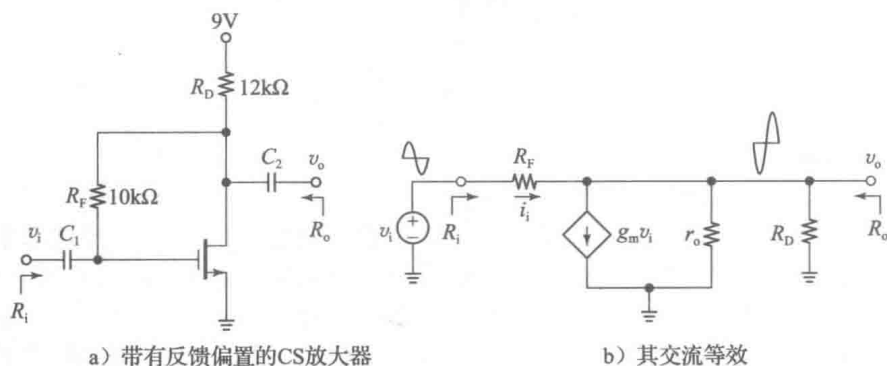 9V
R_D 12kΩ
C_2 v_o
R_F 10kΩ
R_o
v_i C_1
R_i
v_i R_i R_F i_i g_m v_i r_o R_D v_o R_o
a）带有反馈偏置的CS放大器
b）其交流等效